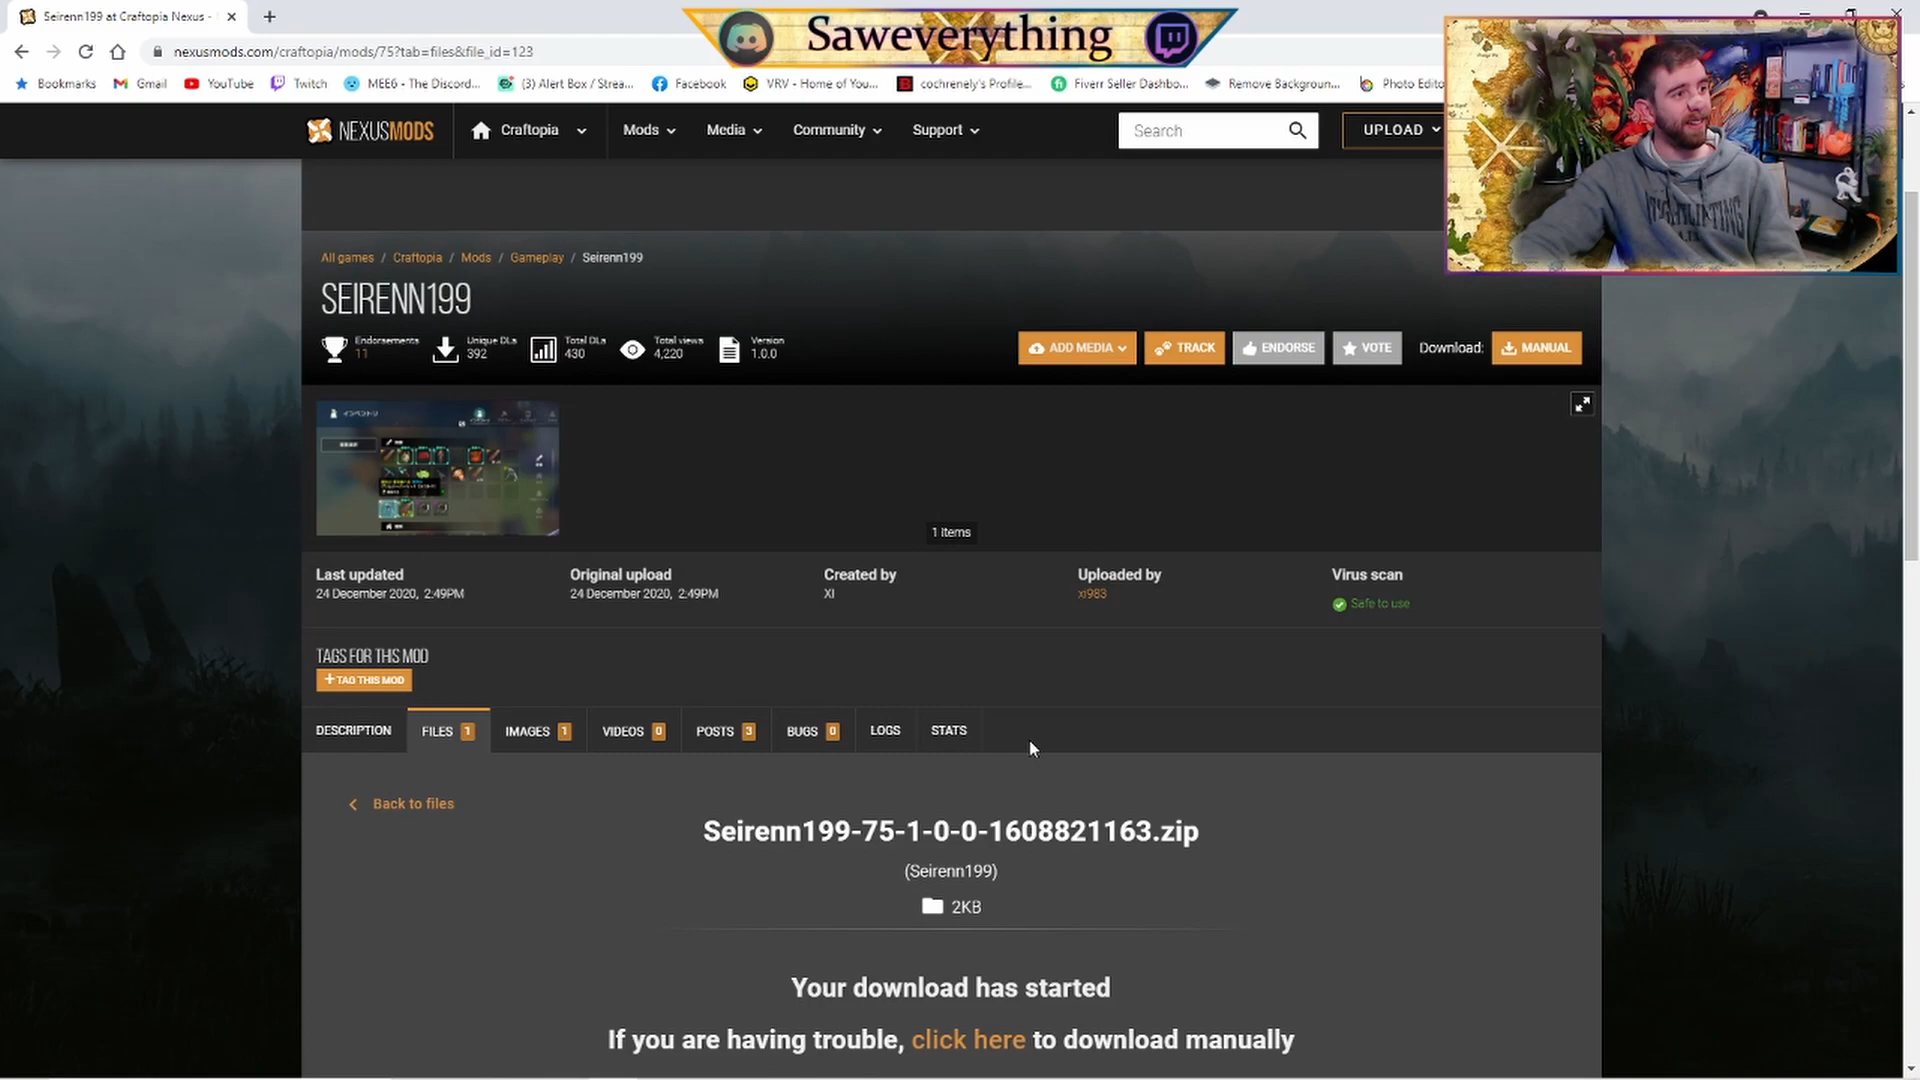 Seirenn199 at Craftopia Nexus -
Saweverything
nexusmods.com/craftopia/mods/75?tab=files&file_id=123
Bookmarks
Gmail
YouTube
Twitch
MEE6 - The Discord...
(3) Alert Box / Strea...
Facebook
VRV - Home of You...
cochrenely's Profile...
Fiverr Seller Dashbo...
Remove Backgroun...
Photo Edito
NEXUSMODS
Craftopia
Mods
Media
Community
Support
Search
UPLOAD
All games / Craftopia / Mods / Gameplay / Seirenn199
SEIRENN199
Endorsements
11
Unique DLs
392
Total DLs
430
Total views
4,220
Version
1.0.0
ADD MEDIA
TRACK
ENDORSE
VOTE
Download:
MANUAL
1 items
Last updated
24 December 2020, 2:49PM
Original upload
24 December 2020, 2:49PM
Created by
XI
Uploaded by
xi983
Virus scan
Safe to use
TAGS FOR THIS MOD
+ TAG THIS MOD
DESCRIPTION
FILES 1
IMAGES 1
VIDEOS 0
POSTS 3
BUGS 0
LOGS
STATS
Back to files
Seirenn199-75-1-0-0-1608821163.zip
(Seirenn199)
2KB
Your download has started
If you are having trouble, click here to download manually